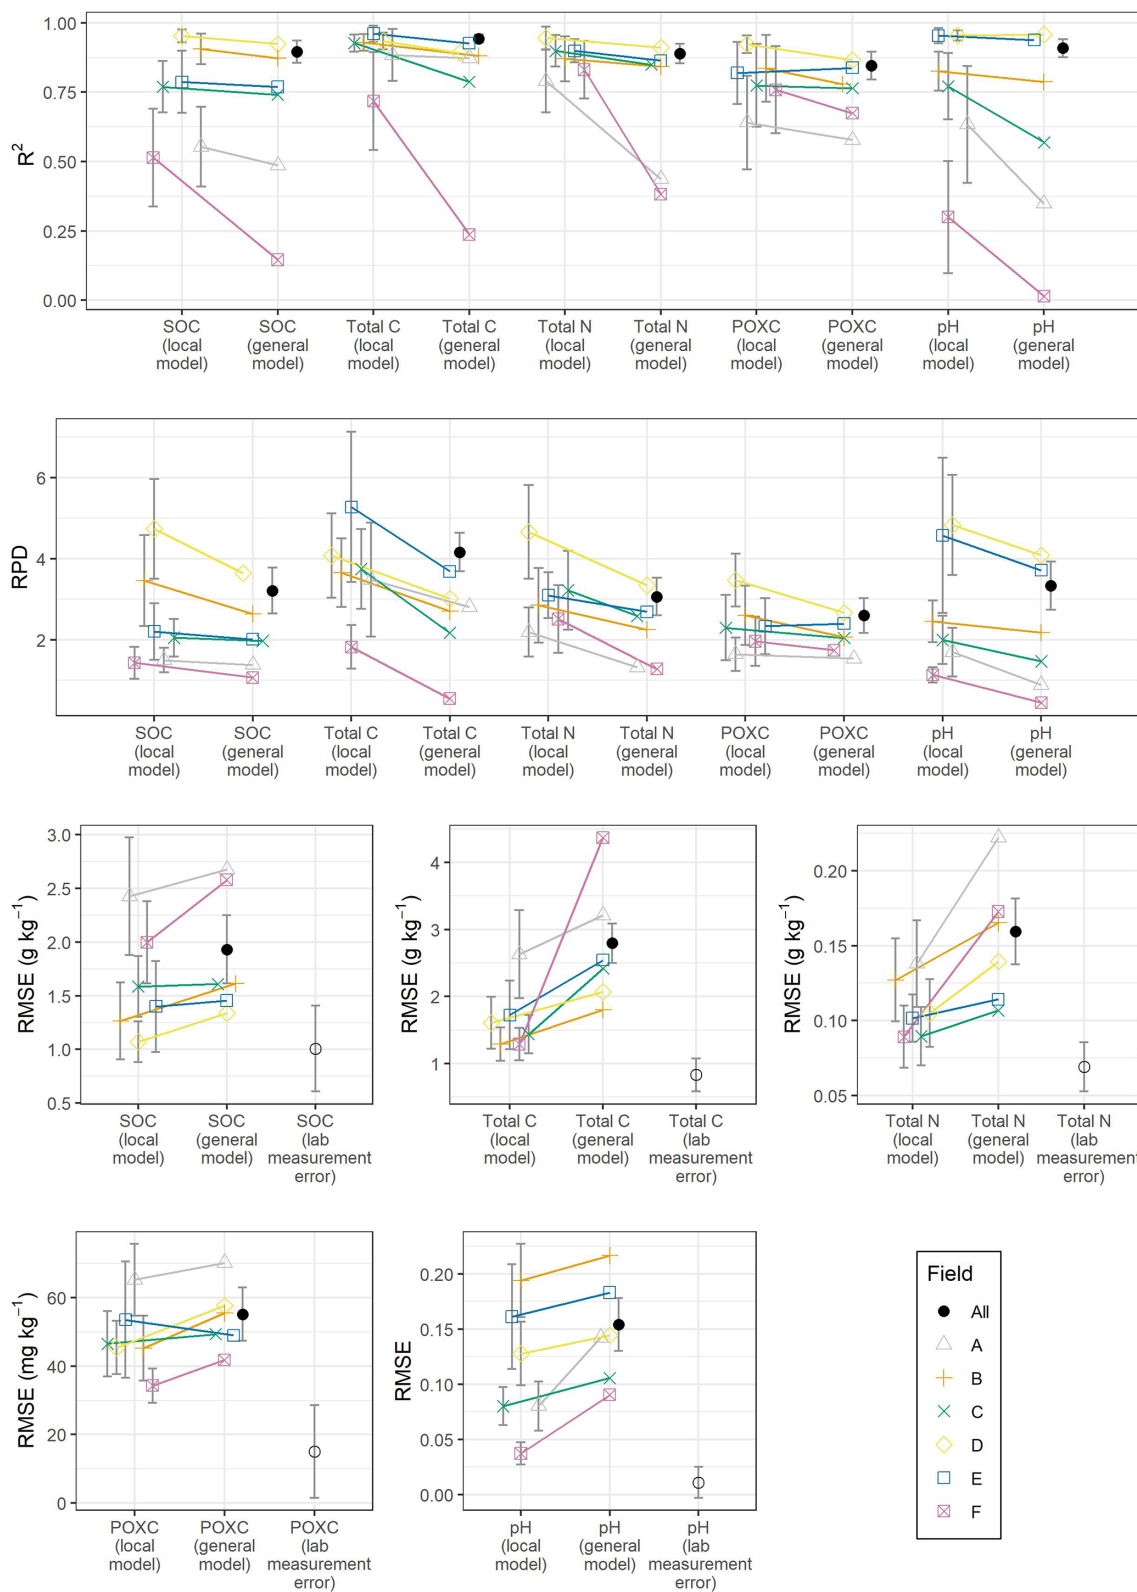 1.00
0.75
0.50
0.25
0.00
R²
SOC (local model)
SOC (general model)
Total C (local model)
Total C (general model)
Total N (local model)
Total N (general model)
POXC (local model)
POXC (general model)
pH (local model)
pH (general model)
6
4
2
RPD
SOC (local model)
SOC (general model)
Total C (local model)
Total C (general model)
Total N (local model)
Total N (general model)
POXC (local model)
POXC (general model)
pH (local model)
pH (general model)
3.0
2.5
2.0
1.5
1.0
0.5
RMSE (g kg⁻¹)
SOC (local model)
SOC (general model)
SOC (lab measurement error)
4
3
2
1
RMSE (g kg⁻¹)
Total C (local model)
Total C (general model)
Total C (lab measurement error)
0.20
0.15
0.10
0.05
RMSE (g kg⁻¹)
Total N (local model)
Total N (general model)
Total N (lab measurement error)
60
40
20
0
RMSE (mg kg⁻¹)
POXC (local model)
POXC (general model)
POXC (lab measurement error)
0.20
0.15
0.10
0.05
0.00
RMSE
pH (local model)
pH (general model)
pH (lab measurement error)
Field
All
A
B
C
D
E
F